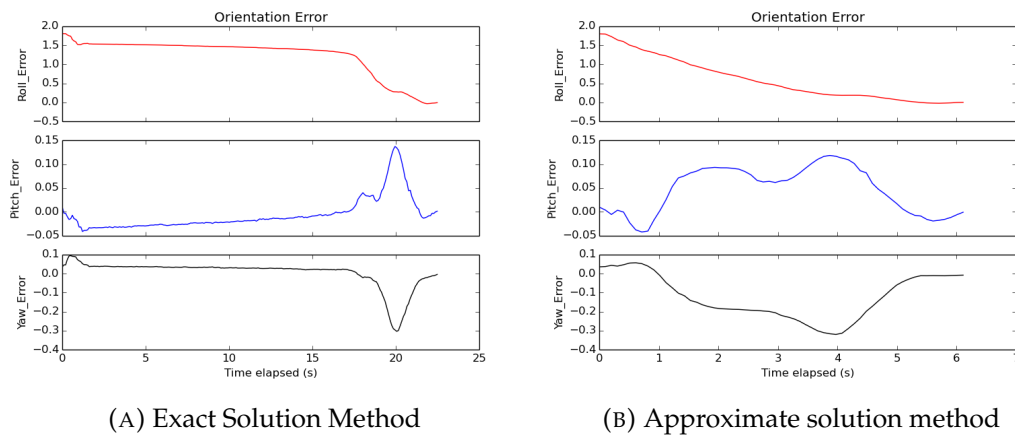 Orientation Error
2.0
1.5
1.0
0.5
0.0
Roll_Error
0.15
0.10
0.05
0.00
−0.05
Pitch_Error
0.1
0.0
−0.1
−0.2
−0.3
−0.4
Yaw_Error
0 5 10 15 20 25
Time elapsed (s)
(A) Exact Solution Method
Orientation Error
2.0
1.5
1.0
0.5
0.0
−0.5
Roll_Error
0.15
0.10
0.05
0.00
−0.05
Pitch_Error
0.1
0.0
−0.1
−0.2
−0.3
−0.4
Yaw_Error
0 1 2 3 4 5 6 7
Time elapsed (s)
(B) Approximate solution method